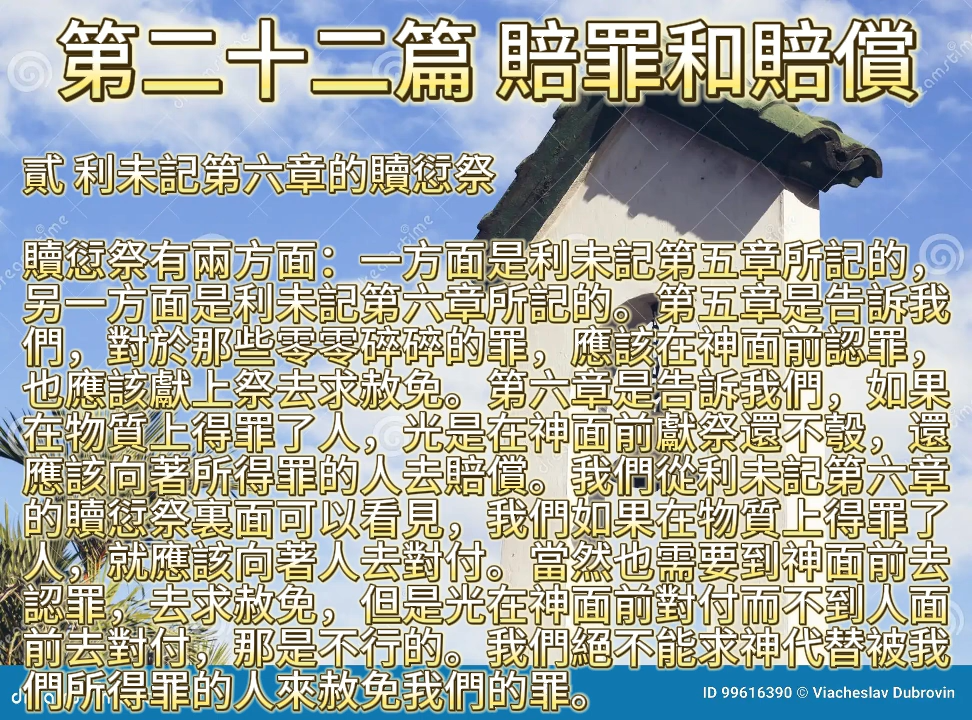 第二十二篇 賠罪和賠償
貳 利未記第六章的贖愆祭
贖愆祭有兩方面：一方面是利未記第五章所記的，
另一方面是利未記第六章所記的。第五章是告訴我
們，對於那些零零碎碎的罪，應該在神面前認罪，
也應該獻上祭去求赦免。第六章是告訴我們，如果
在物質上得罪了人，光是在神面前獻祭還不彀，還
應該向著所得罪的人去賠償。我們從利未記第六章
的贖愆祭裏面可以看見，我們如果在物質上得罪了
人，就應該向著人去對付。當然也需要到神面前去
認罪，去求赦免，但是光在神面前對付而不到人面
前去對付，那是不行的。我們絕不能求神代替被我
們所得罪的人來赦免我們的罪。
ID 99616390 © Viacheslav Dubrovin